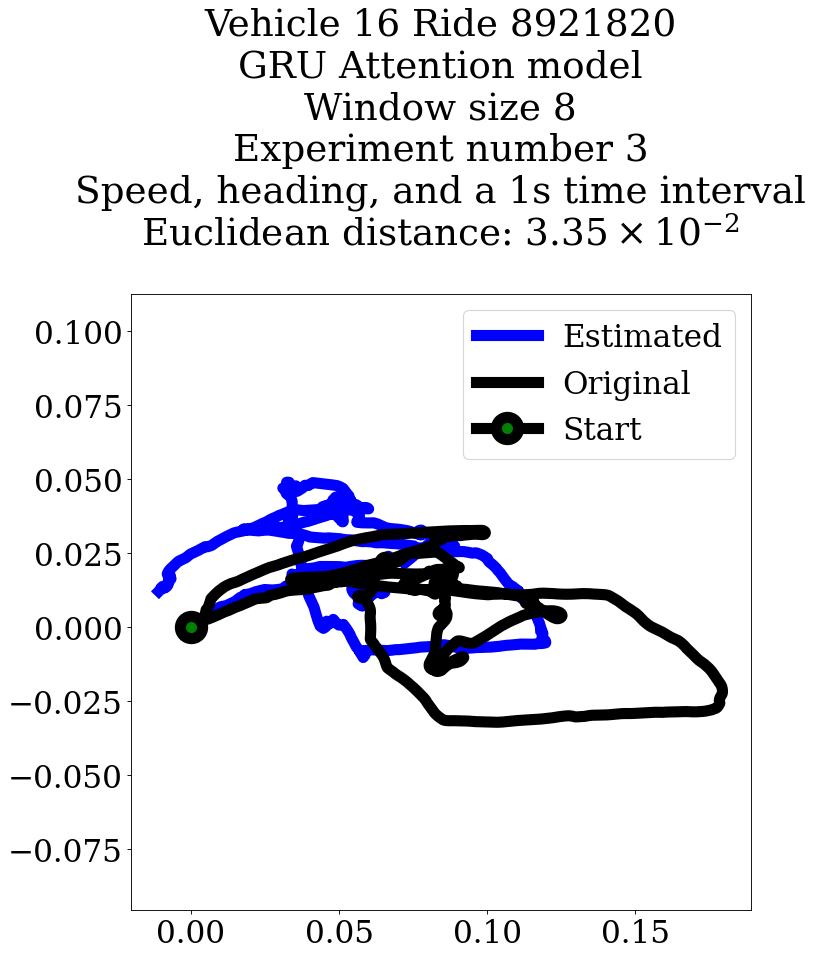 Vehicle 16 Ride 8921820
GRU Attention model
Window size 8
Experiment number 3
Speed, heading, and a 1s time interval
Euclidean distance: 3.35 × 10⁻²
Estimated
Original
Start
0.100
0.075
0.050
0.025
0.000
−0.025
−0.050
−0.075
0.00 0.05 0.10 0.15